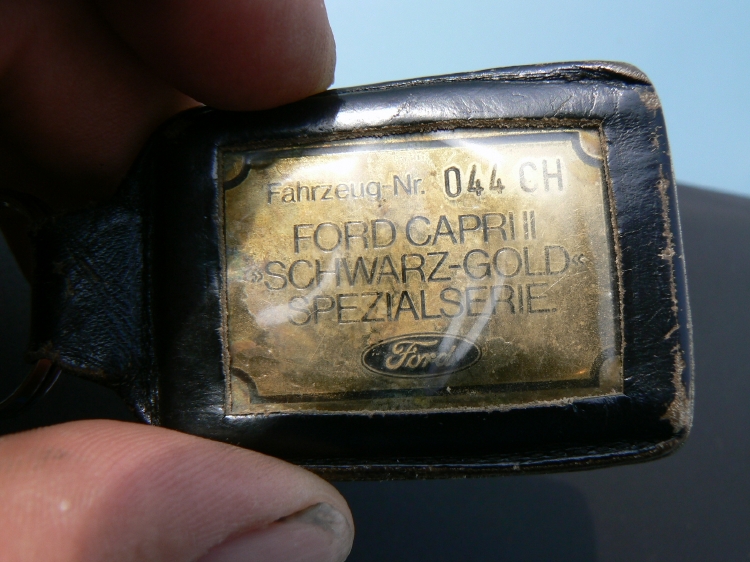 Fahrzeug-Nr. 044 CH
FORD CAPRI II
»SCHWARZ-GOLD«
SPEZIALSERIE.
Ford